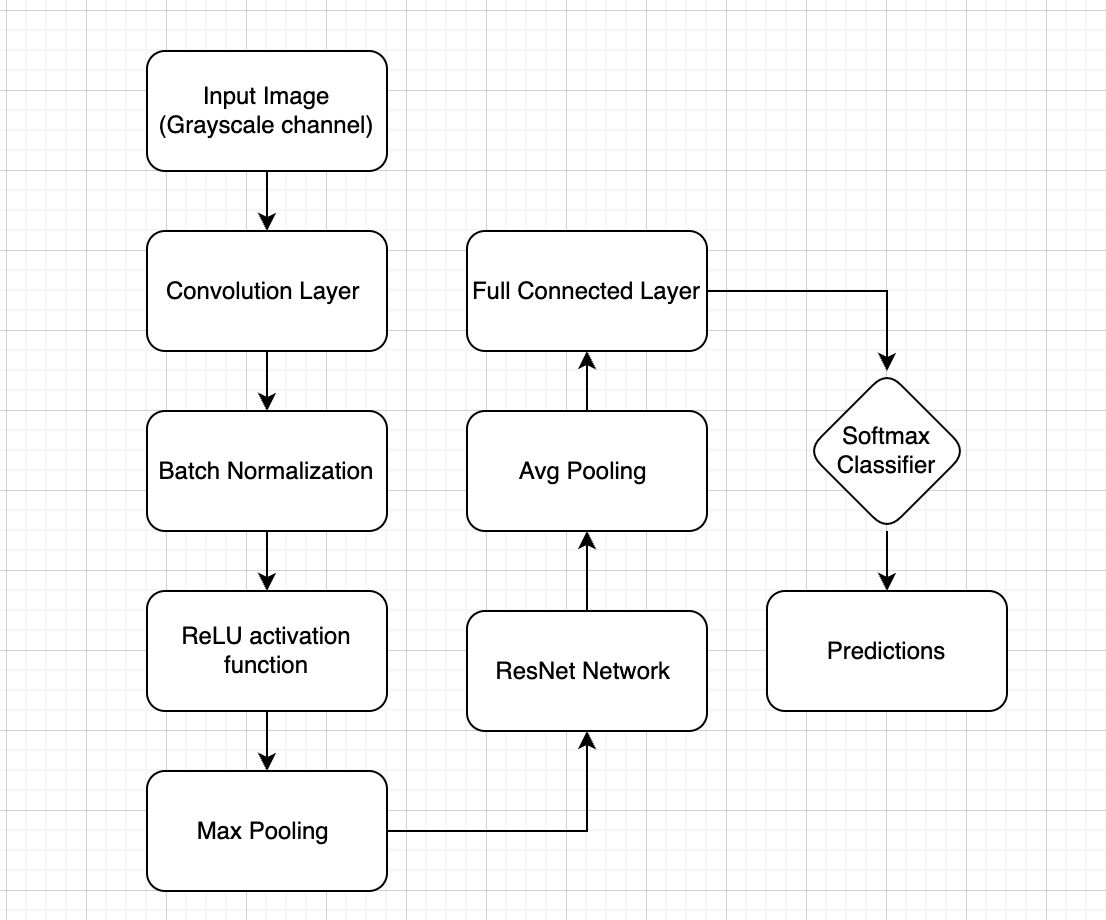 Input Image
(Grayscale channel)
Convolution Layer
Batch Normalization
ReLU activation
function
Max Pooling
ResNet Network
Avg Pooling
Full Connected Layer
Softmax
Classifier
Predictions